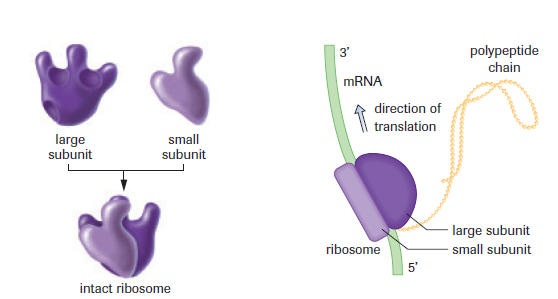 large
subunit
small
subunit
intact ribosome
3’
mRNA
direction of
translation
polypeptide
chain
large subunit
ribosome
small subunit
5’